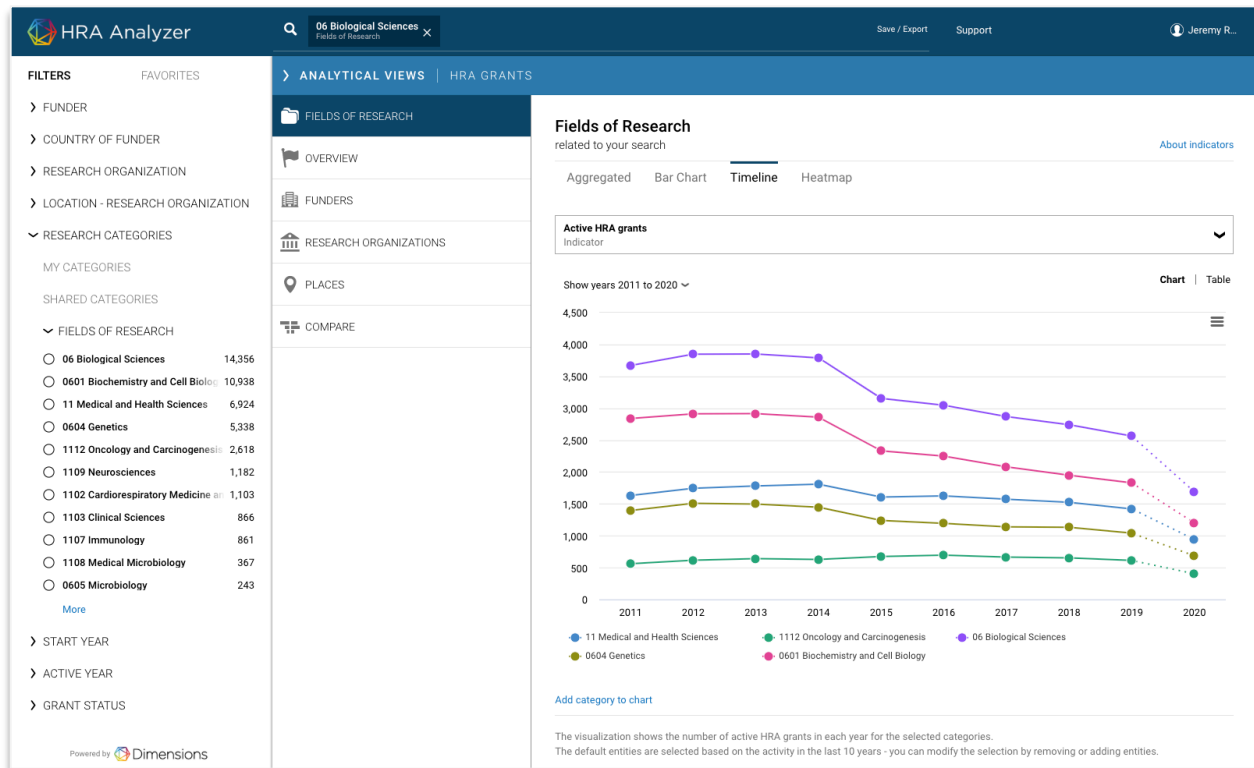 HRA Analyzer
06 Biological Sciences
Fields of Research
Save / Export
Support
Jeremy R...
FILTERS
FAVORITES
FUNDER
COUNTRY OF FUNDER
RESEARCH ORGANIZATION
LOCATION - RESEARCH ORGANIZATION
RESEARCH CATEGORIES
MY CATEGORIES
SHARED CATEGORIES
FIELDS OF RESEARCH
06 Biological Sciences 14,356
0601 Biochemistry and Cell Biolog 10,938
11 Medical and Health Sciences 6,924
0604 Genetics 5,338
1112 Oncology and Carcinogenesis 2,618
1109 Neurosciences 1,182
1102 Cardiorespiratory Medicine an 1,103
1103 Clinical Sciences 866
1107 Immunology 861
1108 Medical Microbiology 367
0605 Microbiology 243
More
START YEAR
ACTIVE YEAR
GRANT STATUS
Powered by Dimensions
ANALYTICAL VIEWS | HRA GRANTS
FIELDS OF RESEARCH
OVERVIEW
FUNDERS
RESEARCH ORGANIZATIONS
PLACES
COMPARE
Fields of Research
related to your search
About indicators
Aggregated Bar Chart Timeline Heatmap
Active HRA grants
Indicator
Show years 2011 to 2020
Chart | Table
4,500
4,000
3,500
3,000
2,500
2,000
1,500
1,000
500
0
2011 2012 2013 2014 2015 2016 2017 2018 2019 2020
11 Medical and Health Sciences 1112 Oncology and Carcinogenesis 06 Biological Sciences
0604 Genetics 0601 Biochemistry and Cell Biology
Add category to chart
The visualization shows the number of active HRA grants in each year for the selected categories.
The default entities are selected based on the activity in the last 10 years - you can modify the selection by removing or adding entities.